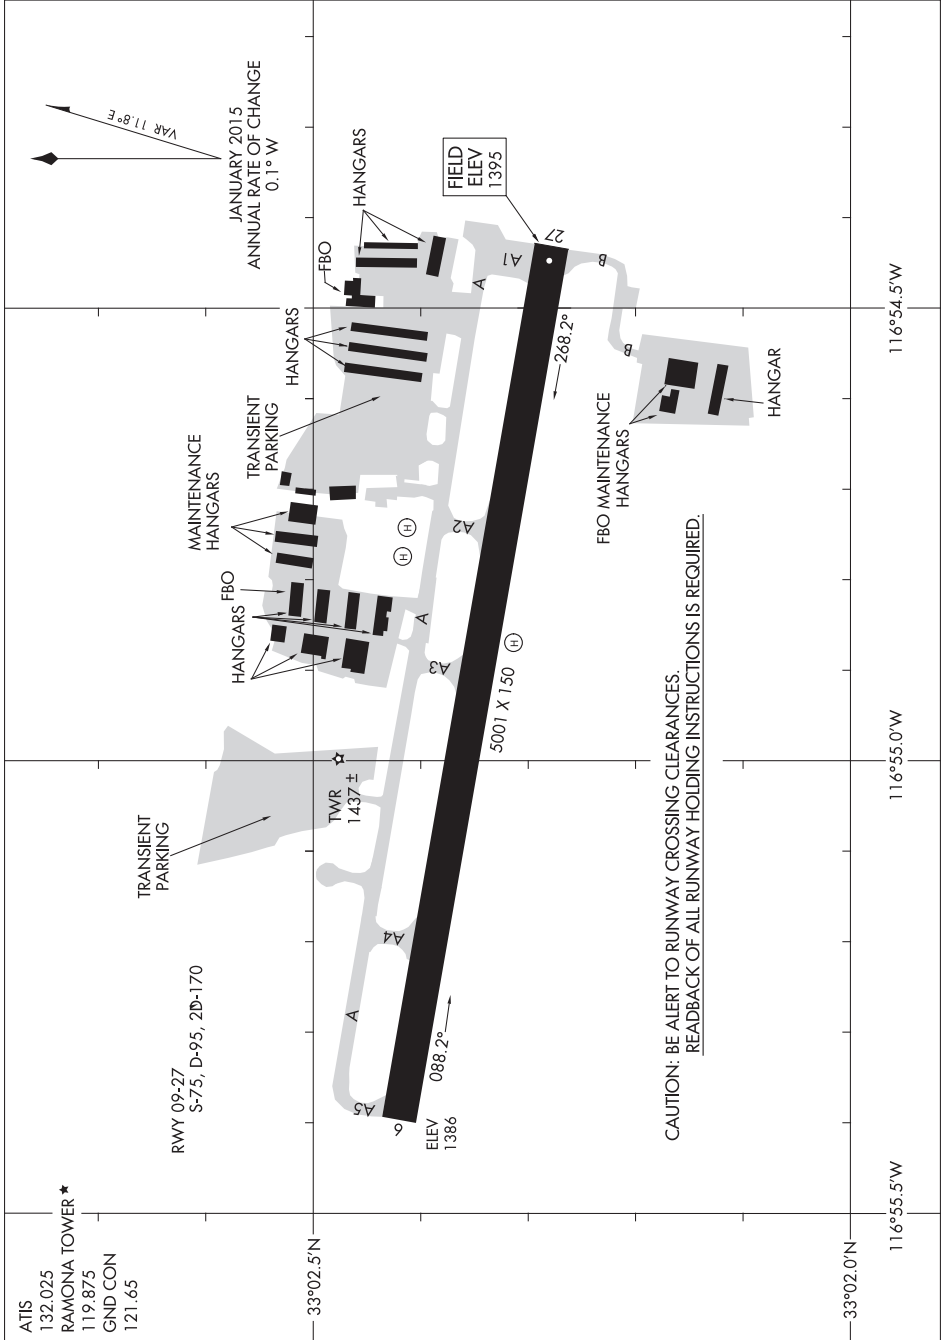 ATIS
132.025
RAMONA TOWER ★
119.875
GND CON
121.65
RWY 09-27
S-75, D-95, 2D-170
VAR 11.8° E
JANUARY 2015
ANNUAL RATE OF CHANGE
0.1° W
TRANSIENT
PARKING
HANGARS
FBO
MAINTENANCE
HANGARS
TRANSIENT
PARKING
HANGARS
FBO
HANGARS
TWR
1437 ±
33°02.5'N
FIELD
ELEV
1395
A5
A
A4
A3
A
A2
A
A1
H
H
H
9
ELEV
1386
088.2°
5001 X 150
268.2°
27
B
B
FBO MAINTENANCE
HANGARS
HANGAR
CAUTION: BE ALERT TO RUNWAY CROSSING CLEARANCES.
READBACK OF ALL RUNWAY HOLDING INSTRUCTIONS IS REQUIRED.
33°02.0'N
116°55.5'W
116°55.0'W
116°54.5'W